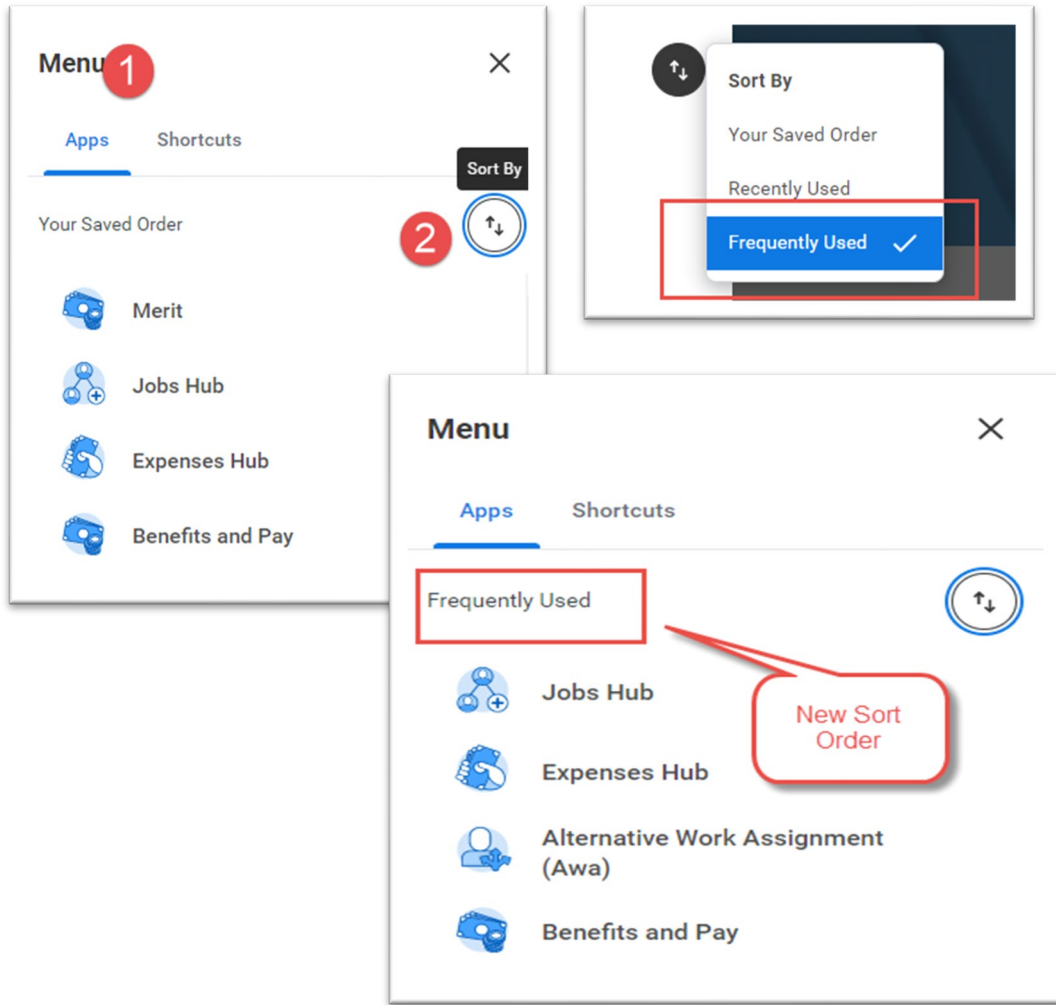 Menu
1
Apps Shortcuts
Sort By
Your Saved Order
2
Merit
Jobs Hub
Expenses Hub
Benefits and Pay
Sort By
Your Saved Order
Recently Used
Frequently Used
Menu
Apps Shortcuts
Frequently Used
Jobs Hub
New Sort
Order
Expenses Hub
Alternative Work Assignment
(Awa)
Benefits and Pay